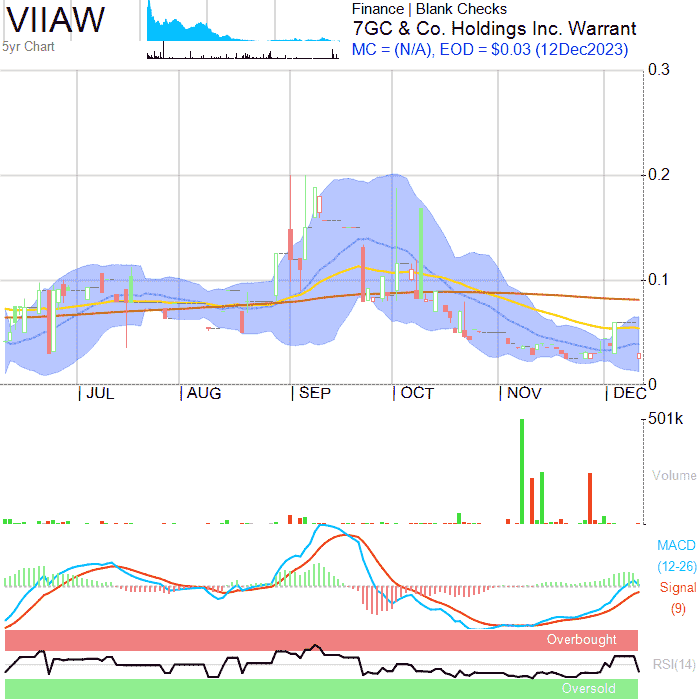 VIIAW
5yr Chart
Finance | Blank Checks
7GC & Co. Holdings Inc. Warrant
MC = (N/A), EOD = $0.03 (12Dec2023)
0.3
0.2
0.1
0
JUL
AUG
SEP
OCT
NOV
DEC
501k
Volume
MACD
(12-26)
Signal
(9)
Overbought
RSI(14)
Oversold